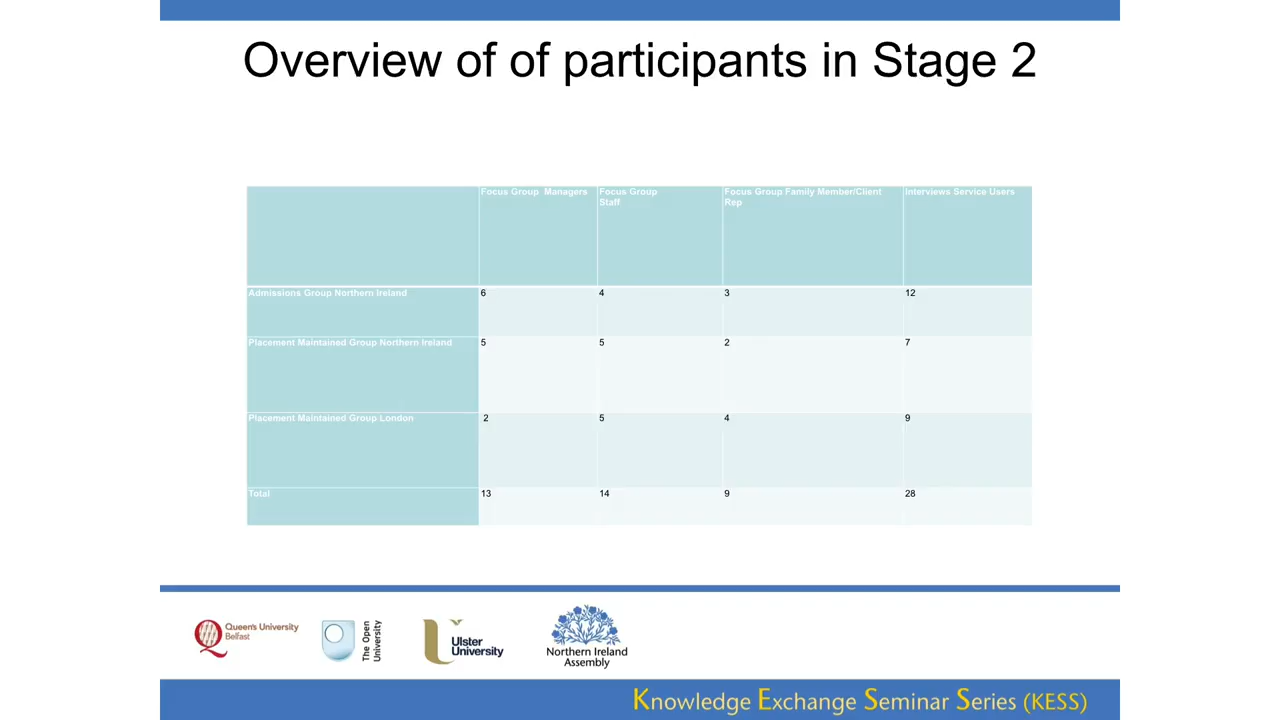 Overview of of participants in Stage 2
Focus Group  Managers
Focus Group
Staff
Focus Group Family Member/Client
Rep
Interviews Service Users
Admissions Group Northern Ireland 6 4 3 12
Placement Maintained Group Northern Ireland 5 5 2 7
Placement Maintained Group London 2 5 4 9
Total 13 14 9 28
Queen's University
Belfast
The Open
University
Ulster
University
Northern Ireland
Assembly
Knowledge Exchange Seminar Series (KESS)